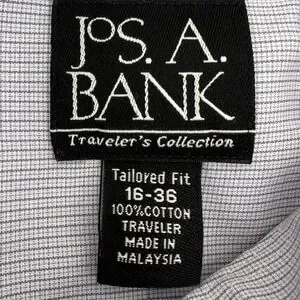 JOS. A.
BANK
Traveler's Collection
Tailored Fit
16-36
100%COTTON
TRAVELER
MADE IN
MALAYSIA